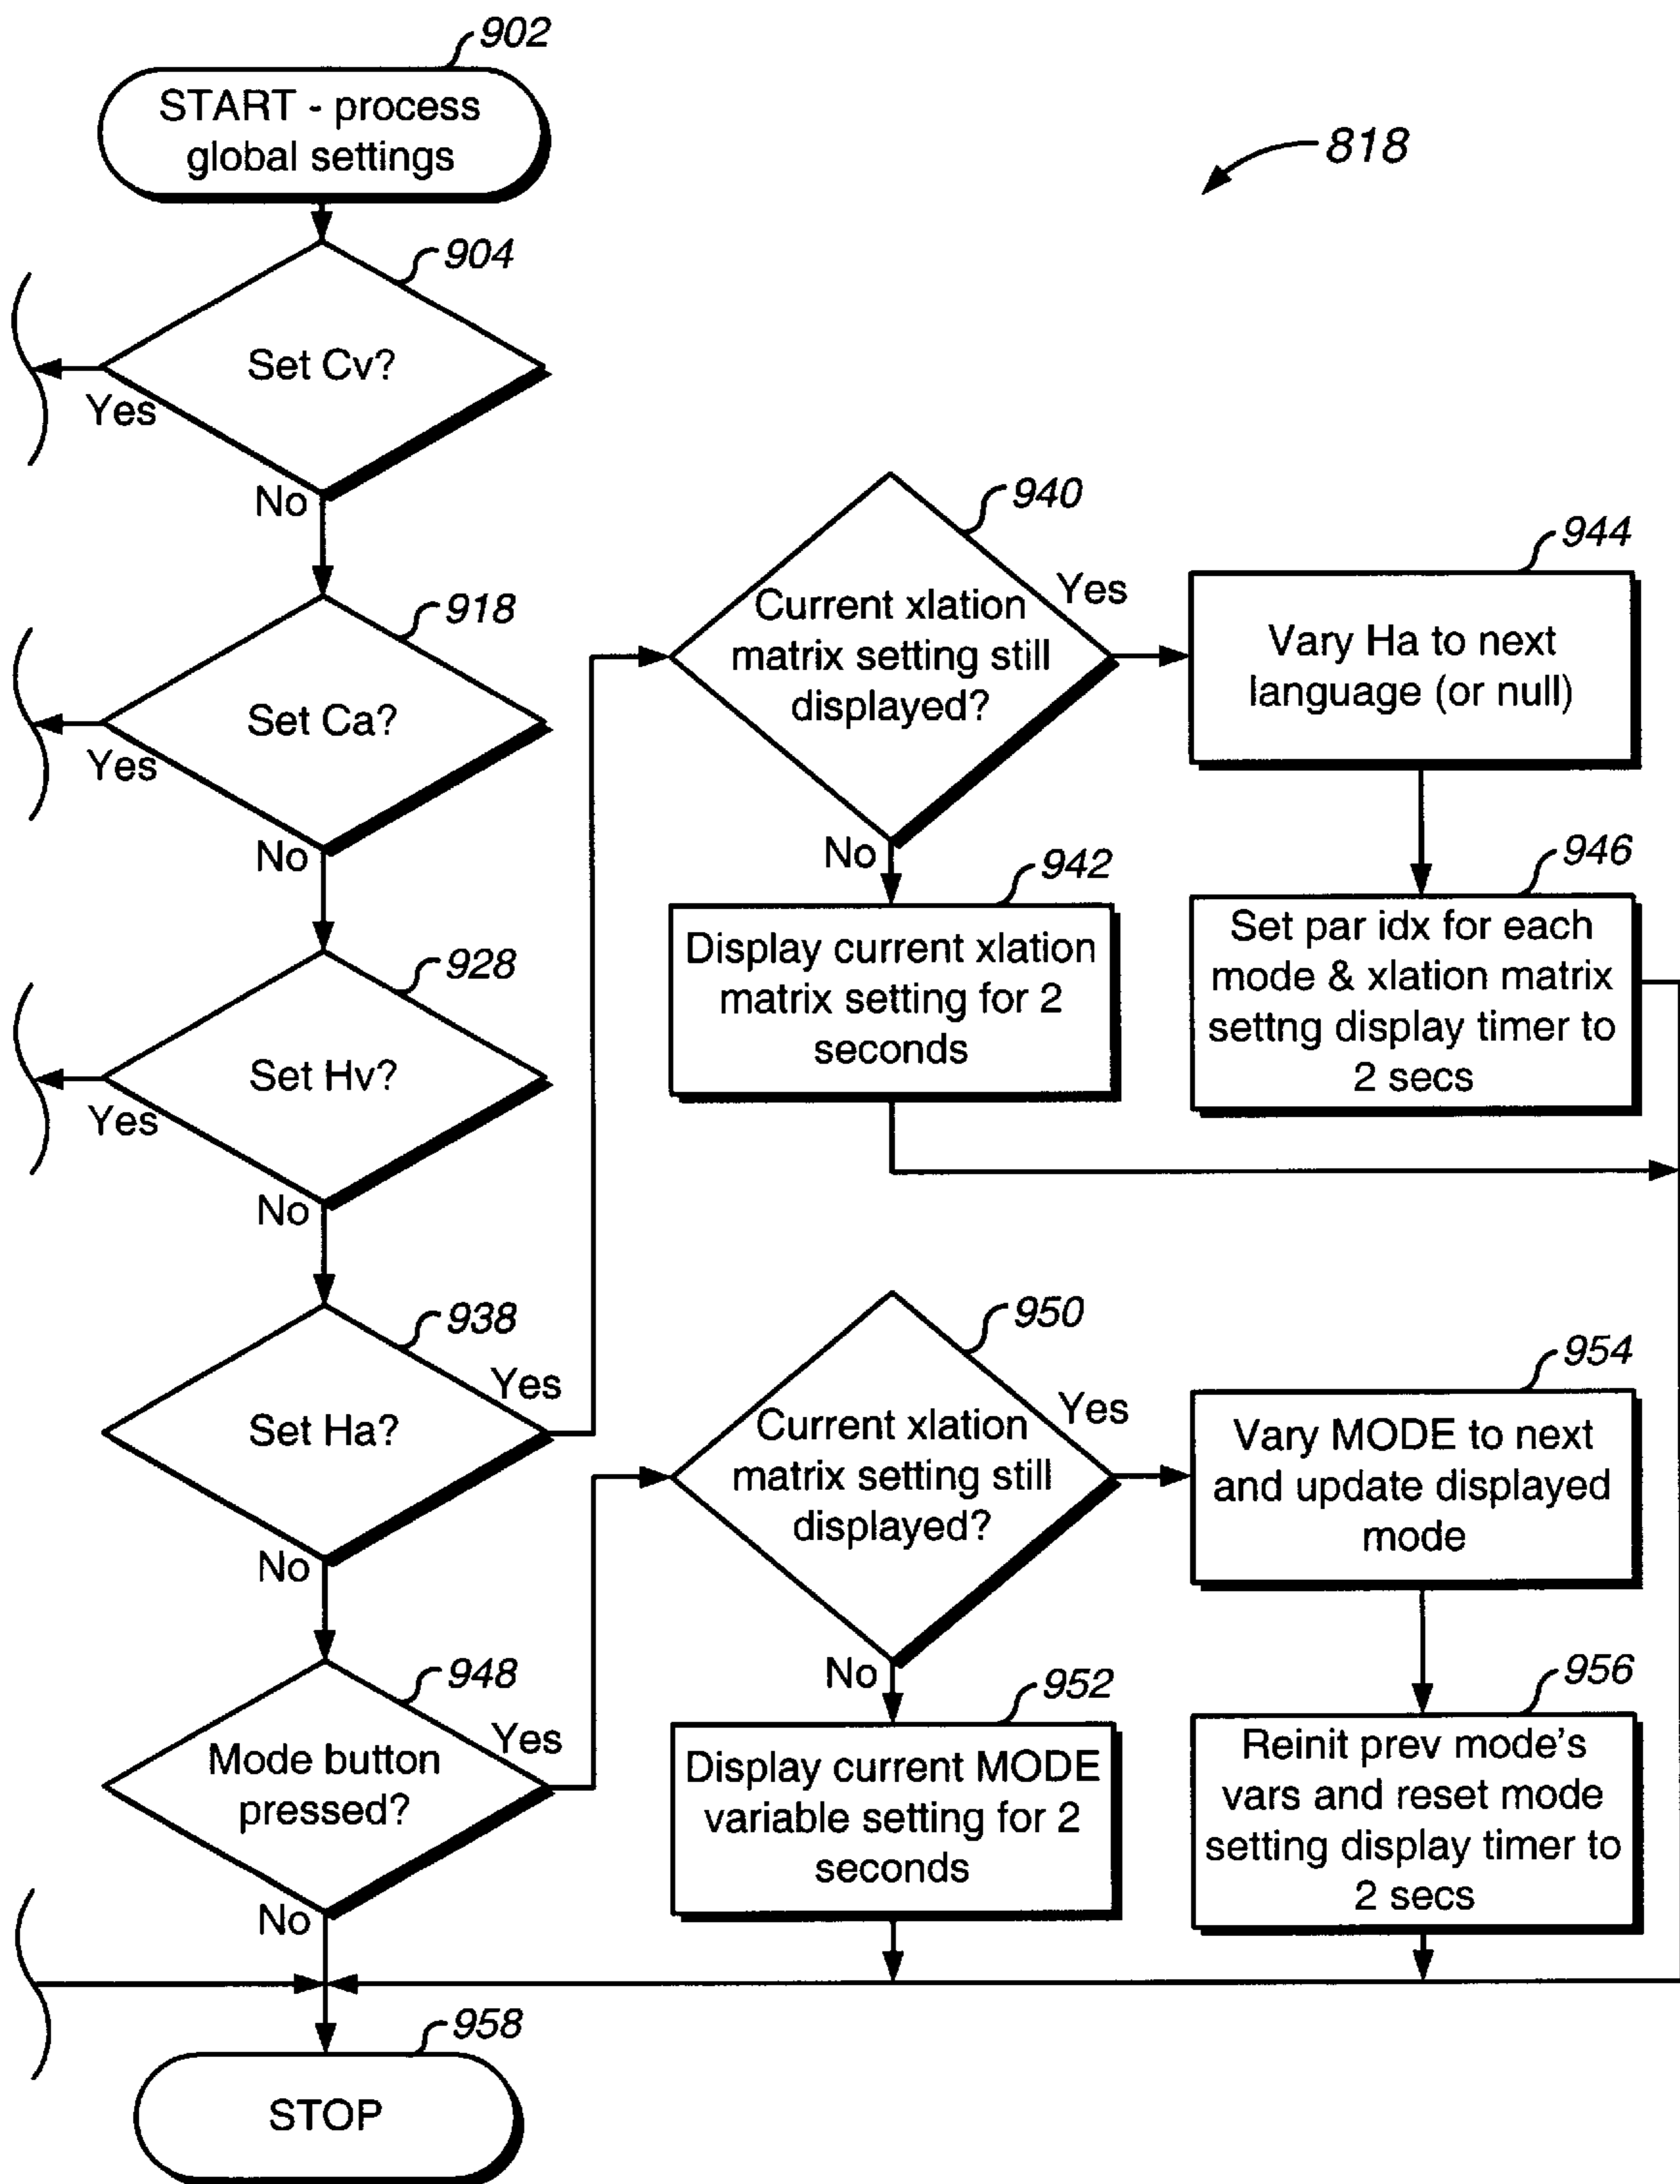 902
START - process
global settings
818
904
Set Cv?
Yes
No
918
Set Ca?
Yes
No
928
Set Hv?
Yes
No
938
Set Ha?
Yes
No
940
Current xlation
matrix setting still
displayed?
Yes
No
944
Vary Ha to next
language (or null)
942
Display current xlation
matrix setting for 2
seconds
946
Set par idx for each
mode & xlation matrix
settng display timer to
2 secs
948
Mode button
pressed?
Yes
No
950
Current xlation
matrix setting still
displayed?
Yes
No
954
Vary MODE to next
and update displayed
mode
952
Display current MODE
variable setting for 2
seconds
956
Reinit prev mode's
vars and reset mode
setting display timer to
2 secs
958
STOP